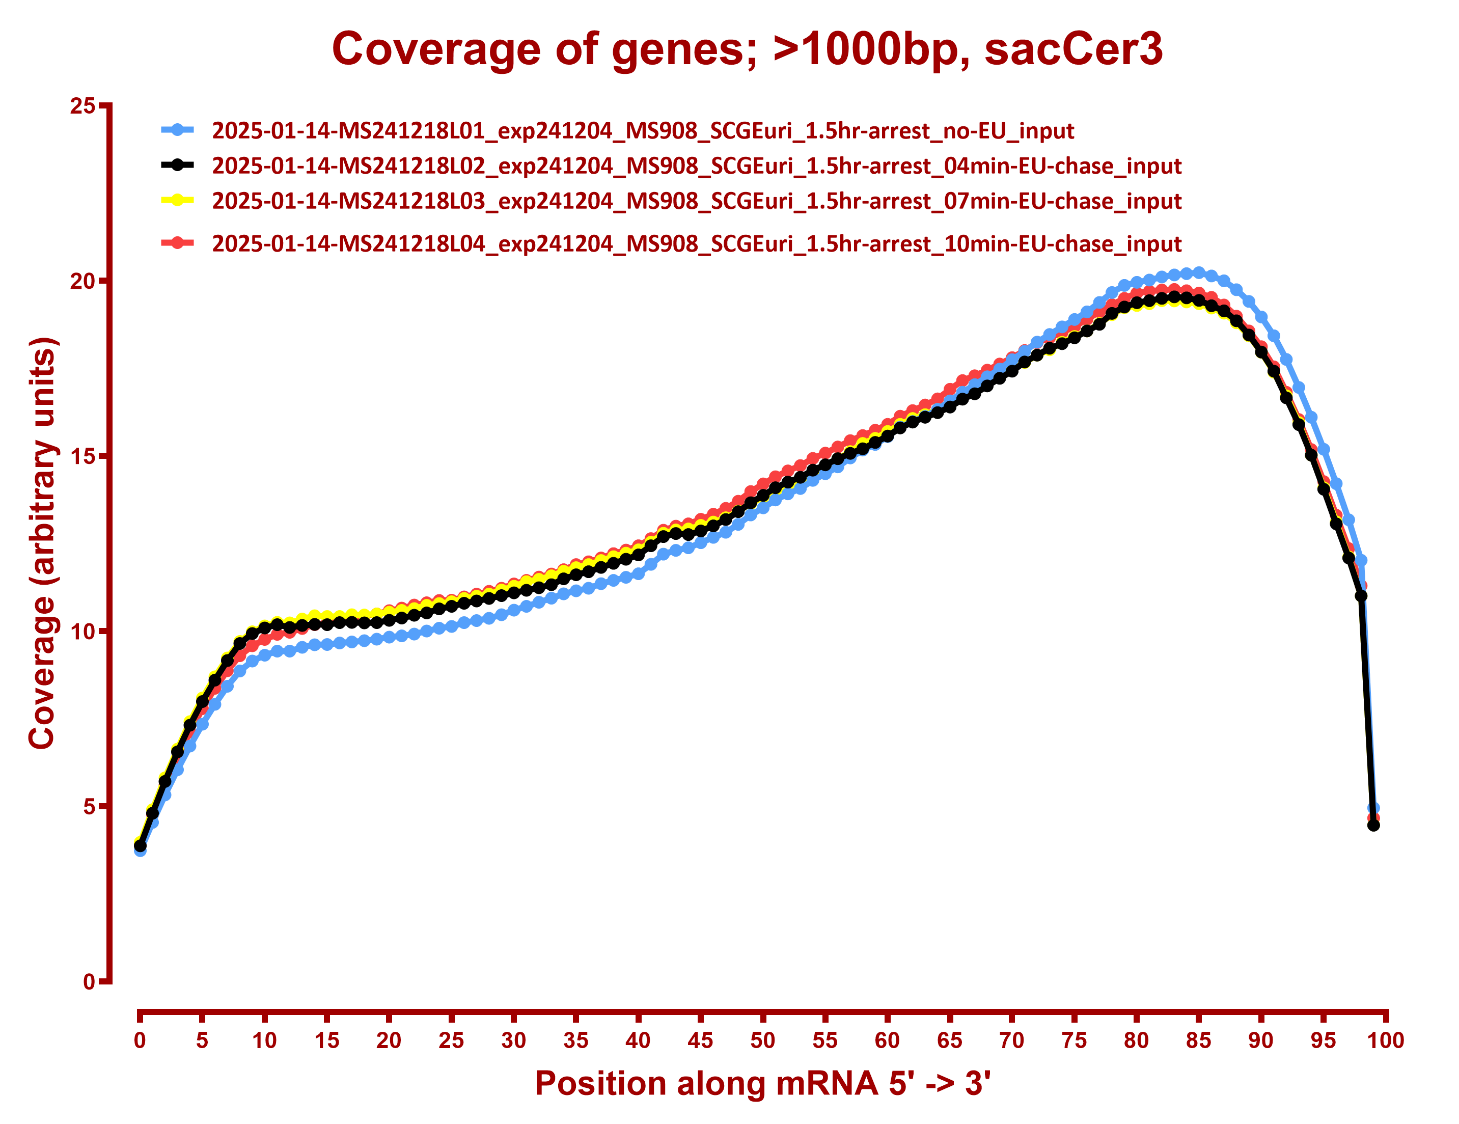 Coverage of genes; >1000bp, sacCer3
25
2025-01-14-MS241218L01_exp241204_MS908_SCGEuri_1.5hr-arrest_no-EU_input
2025-01-14-MS241218L02_exp241204_MS908_SCGEuri_1.5hr-arrest_04min-EU-chase_input
2025-01-14-MS241218L03_exp241204_MS908_SCGEuri_1.5hr-arrest_07min-EU-chase_input
2025-01-14-MS241218L04_exp241204_MS908_SCGEuri_1.5hr-arrest_10min-EU-chase_input
20
15
10
5
0
Coverage (arbitrary units)
0 5 10 15 20 25 30 35 40 45 50 55 60 65 70 75 80 85 90 95 100
Position along mRNA 5' -> 3'